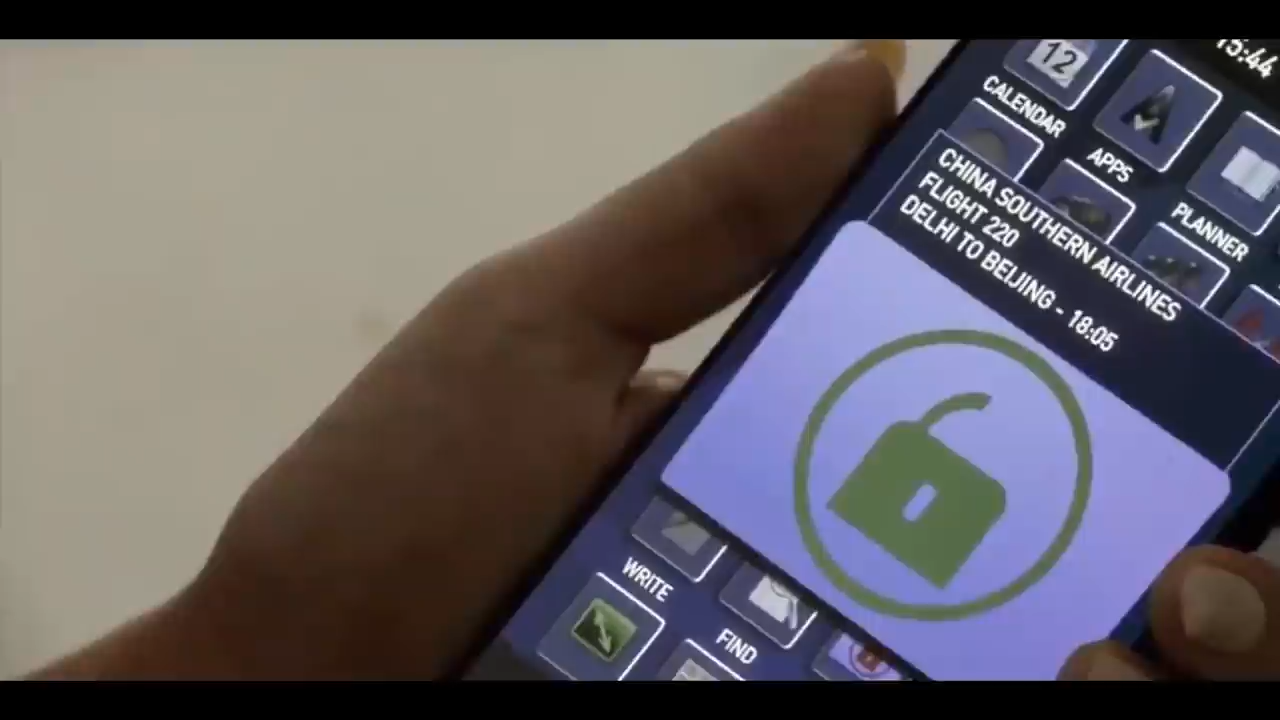 15:44
12
CALENDAR
APPS
PLANNER
CHINA SOUTHERN AIRLINES
FLIGHT 220
DELHI TO BEIJING - 18:05
WRITE
FIND